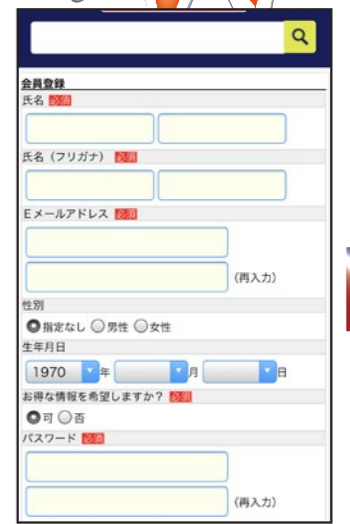 会員登録
氏名 必須
氏名（フリガナ） 必須
Eメールアドレス 必須
(再入力)
性別
指定なし 男性 女性
生年月日
1970 年 月 日
お得な情報を希望しますか？ 必須
可 否
パスワード 必須
(再入力)